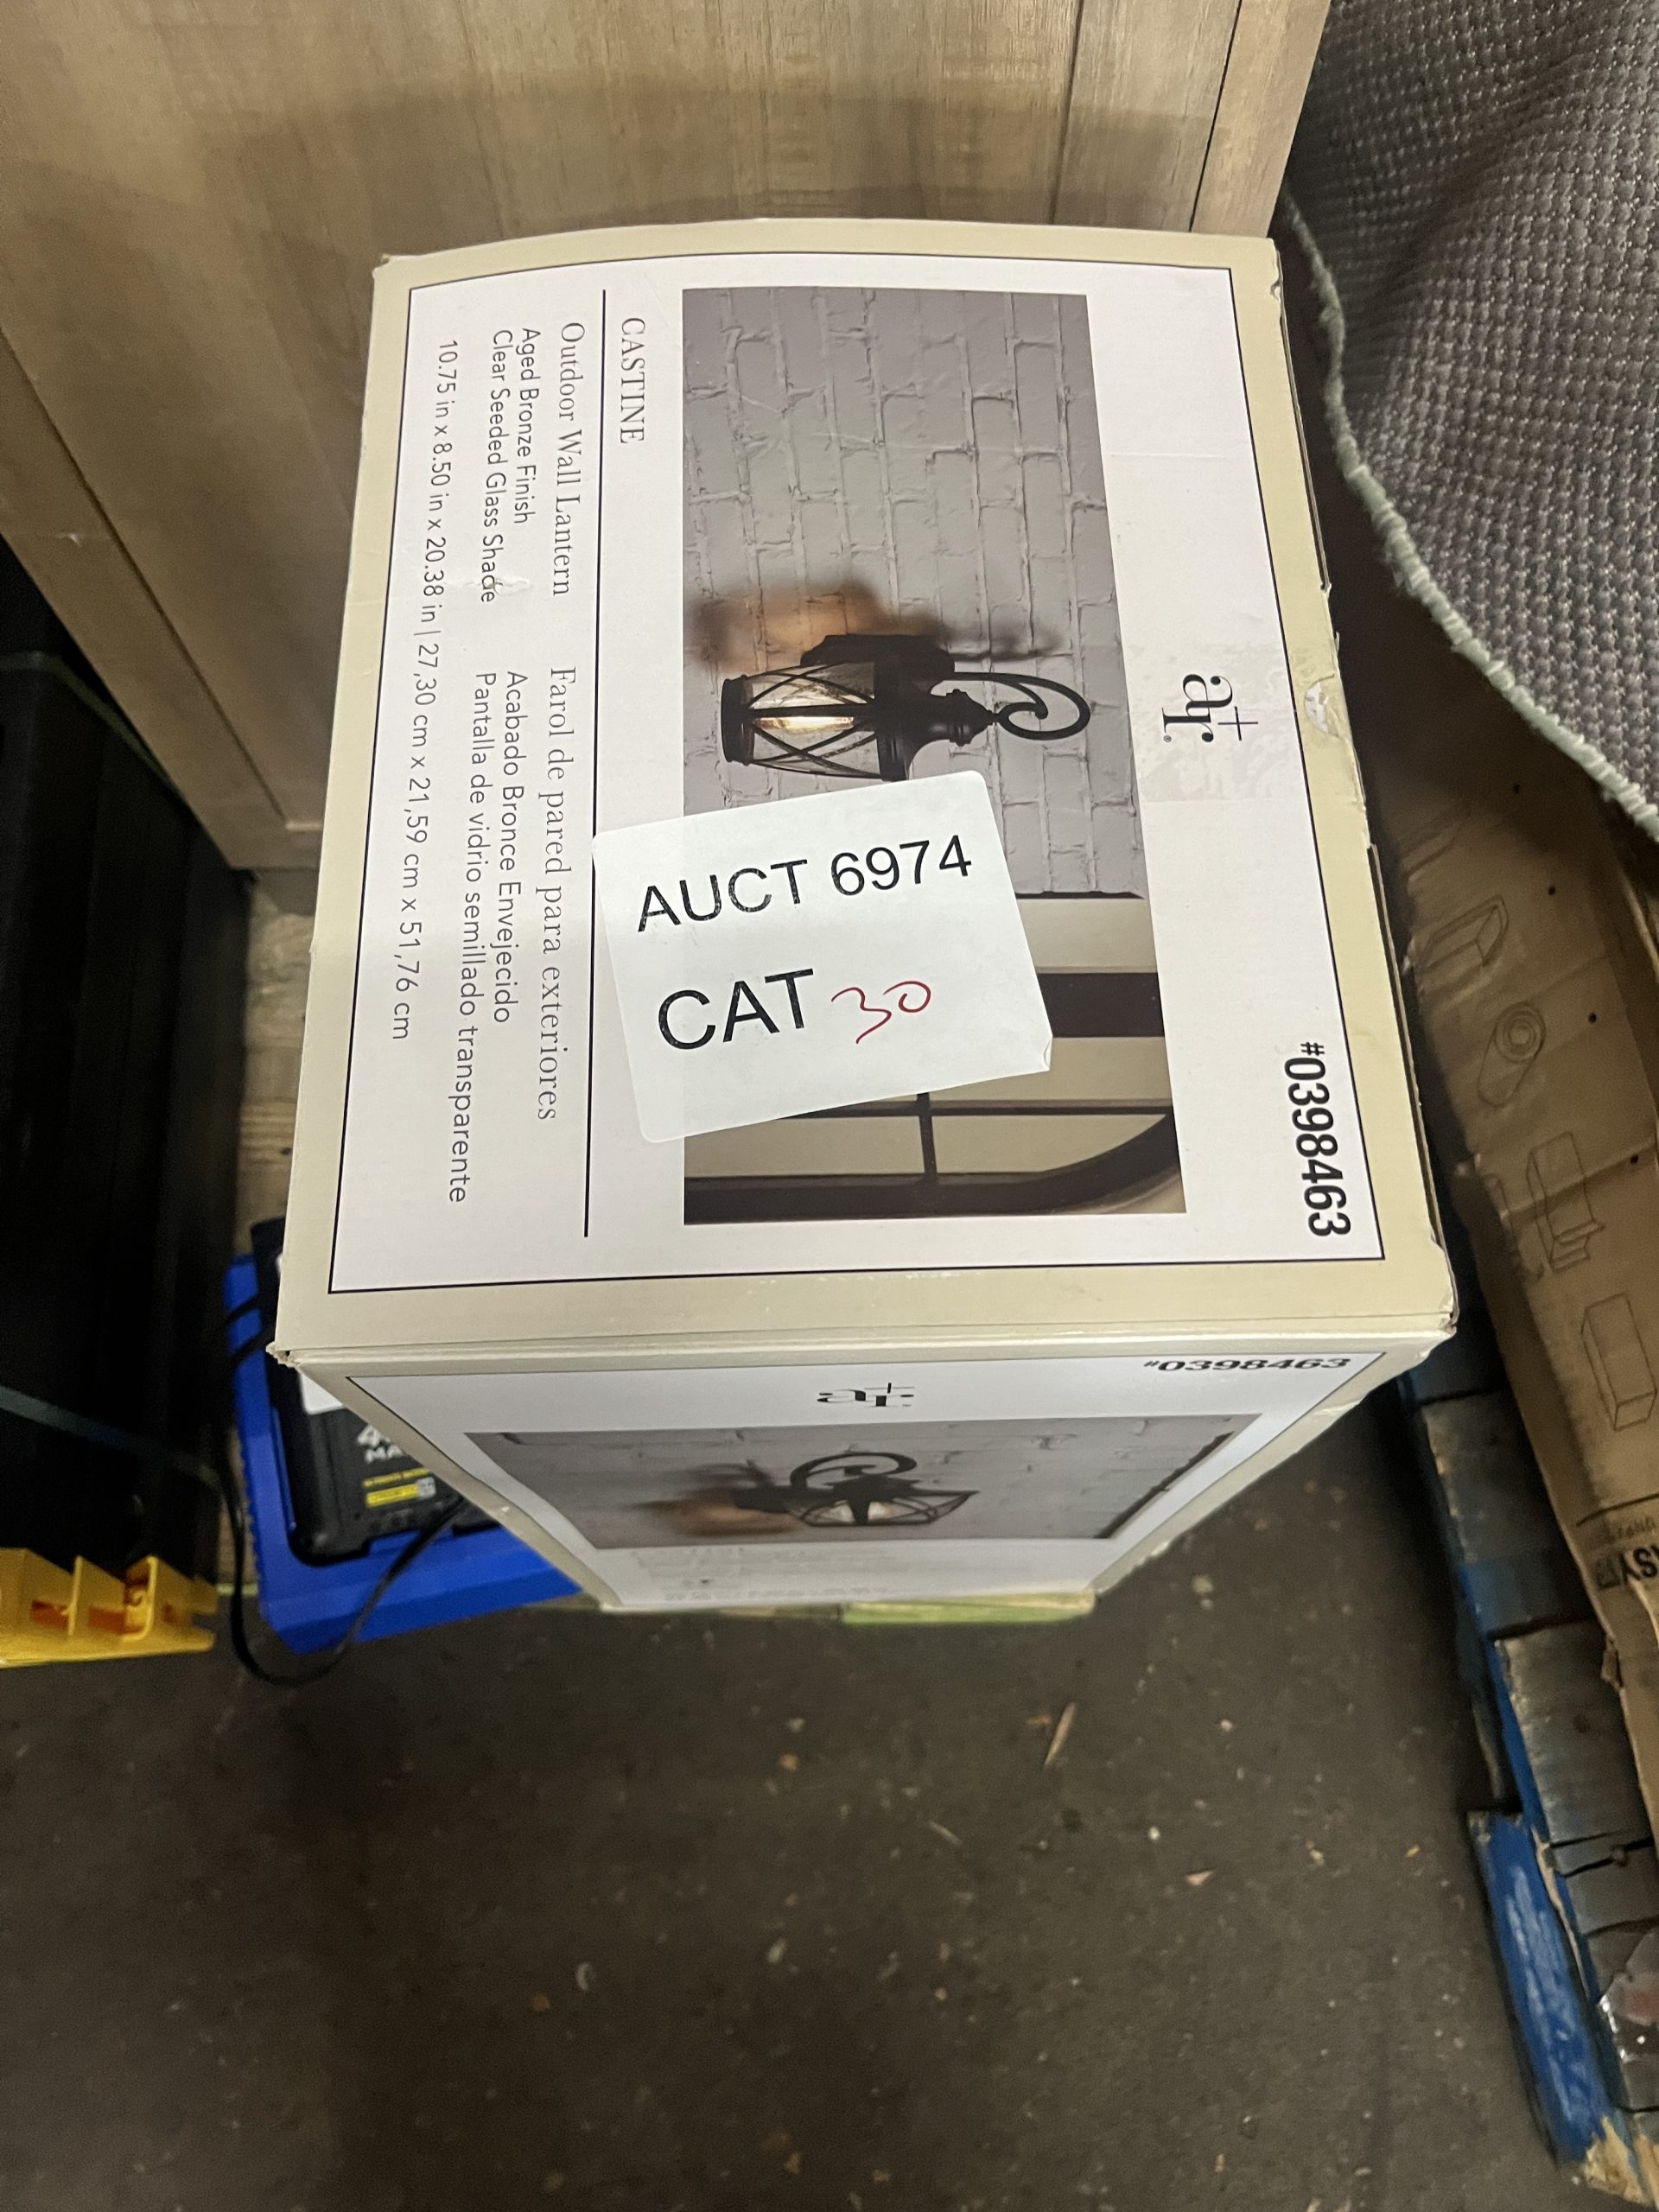 a+r.
#0398463
CASTINE
Outdoor Wall Lantern
Aged Bronze Finish
Clear Seeded Glass Shade
Farol de pared para exteriores
Acabado Bronce Envejecido
Pantalla de vidrio semillado transparente
10.75 in x 8.50 in x 20.38 in | 27,30 cm x 21,59 cm x 51,76 cm
AUCT 6974
CAT 30
#0398463
a+r.